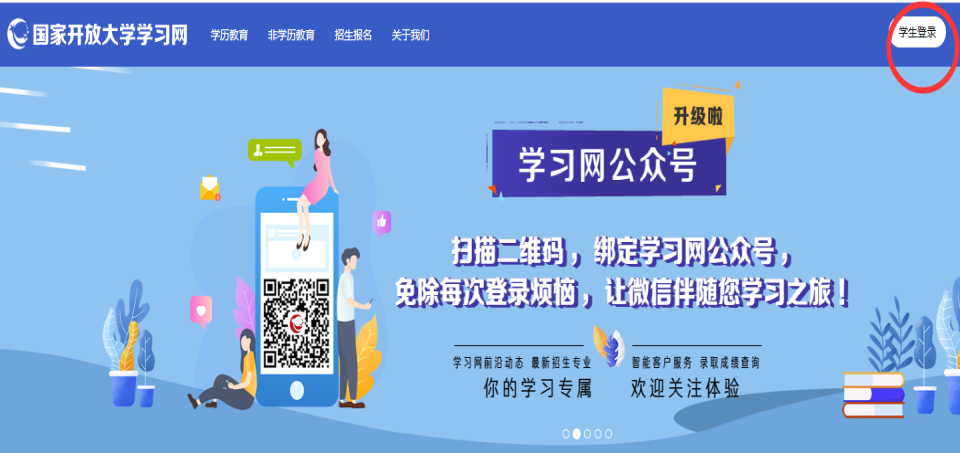 国家开放大学学习网
学历教育 非学历教育 招生报名 关于我们
学生登录
升级啦
学习网公众号
扫描二维码，绑定学习网公众号，
免除每次登录烦恼，让微信伴随您学习之旅！
学习网前沿动态 最新招生专业
智能客户服务 录取成绩查询
你的学习专属
欢迎关注体验